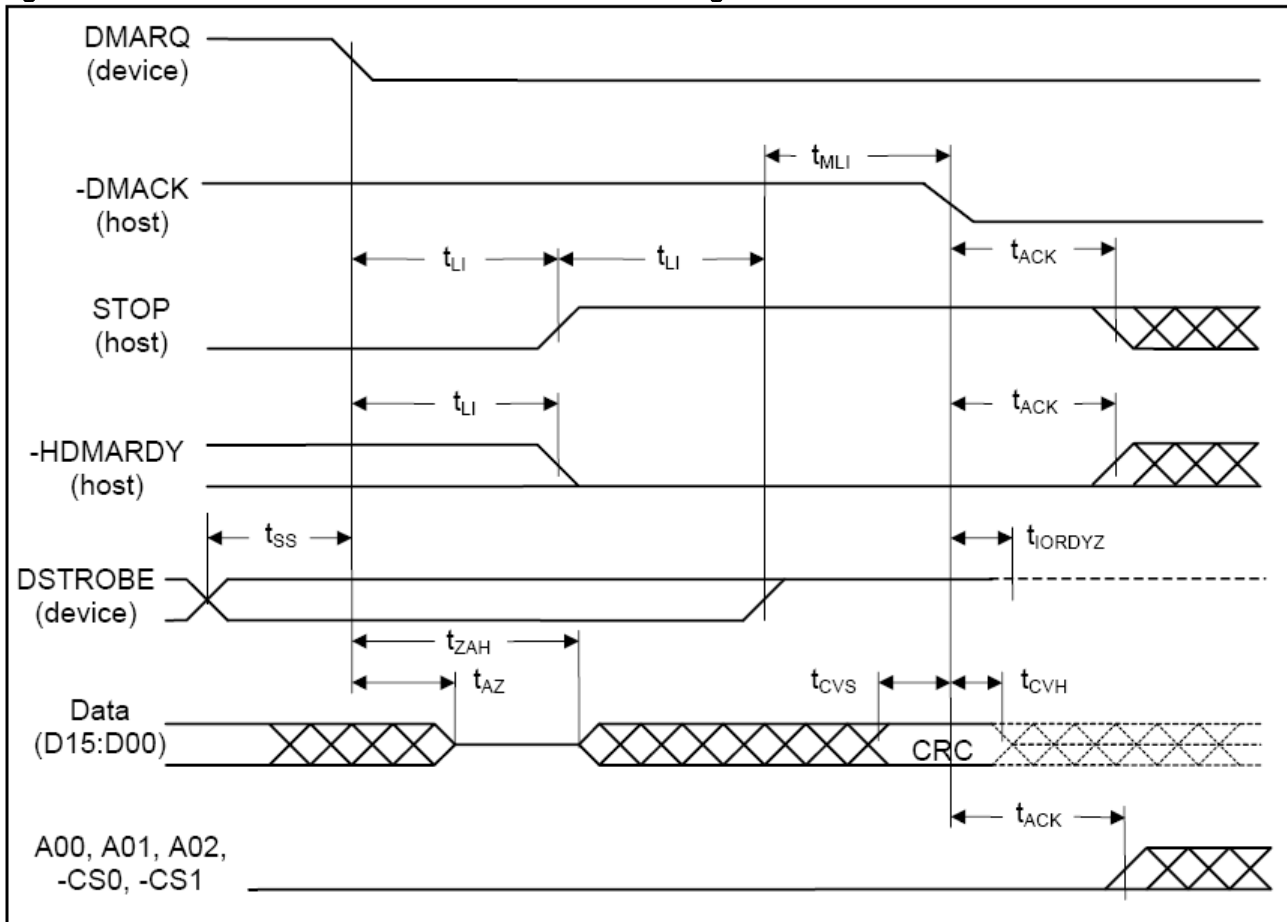 DMARQ
(device)
tMLI
-DMACK
(host)
tLI
tLI
tACK
STOP
(host)
tLI
tACK
-HDMARDY
(host)
tSS
tIORDYZ
DSTROBE
(device)
tZAH
tAZ
tCVS
tCVH
Data
(D15:D00)
CRC
tACK
A00, A01, A02,
-CS0, -CS1